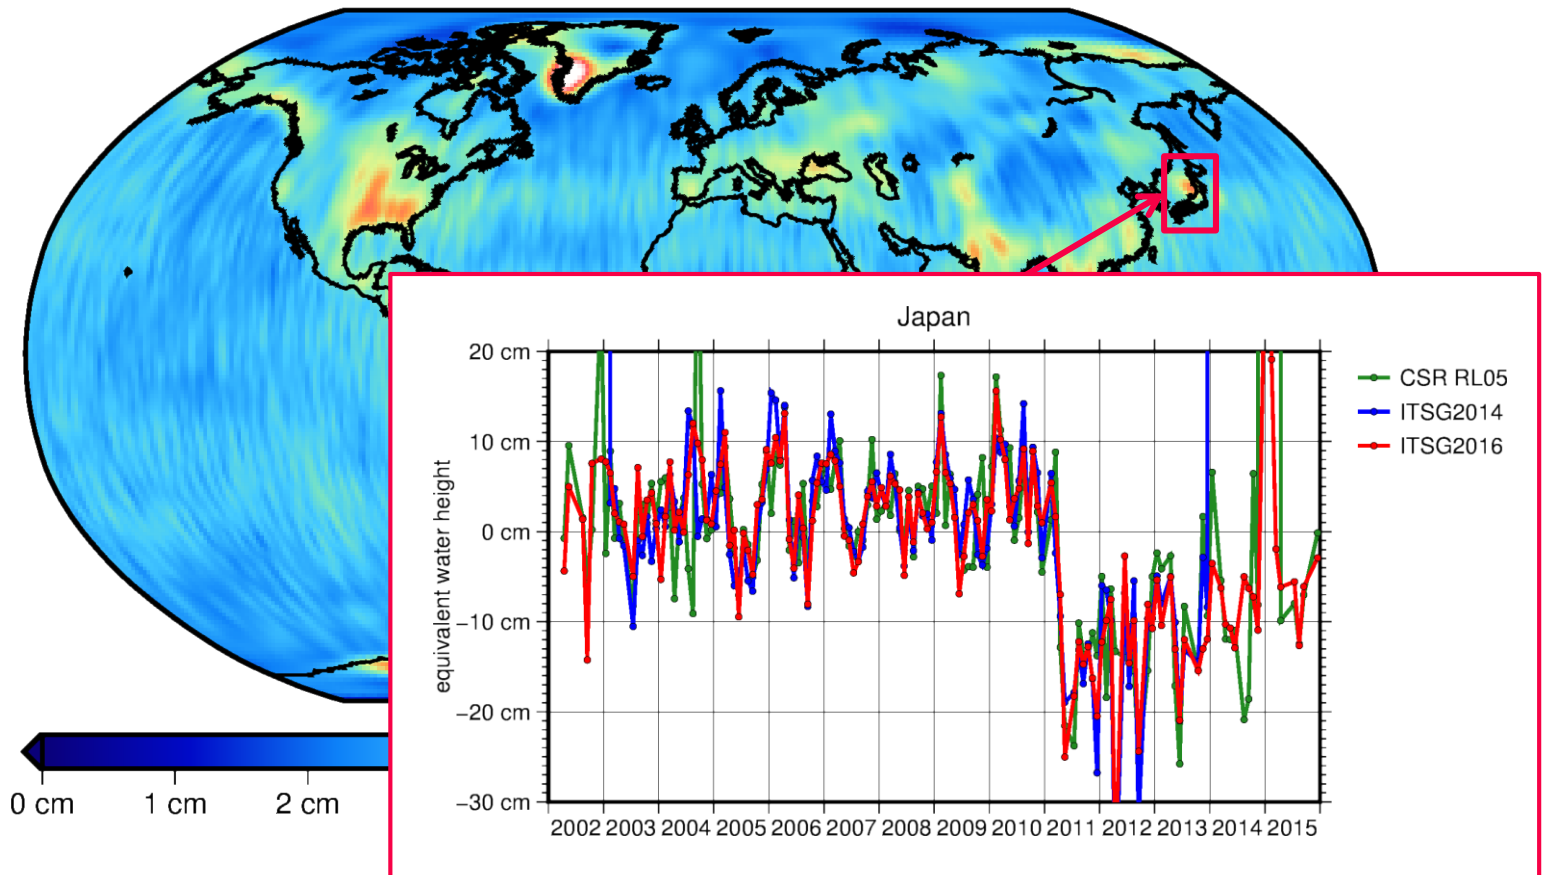 Japan
20 cm
10 cm
0 cm
−10 cm
−20 cm
−30 cm
equivalent water height
2002 2003 2004 2005 2006 2007 2008 2009 2010 2011 2012 2013 2014 2015
CSR RL05
ITSG2014
ITSG2016
0 cm 1 cm 2 cm